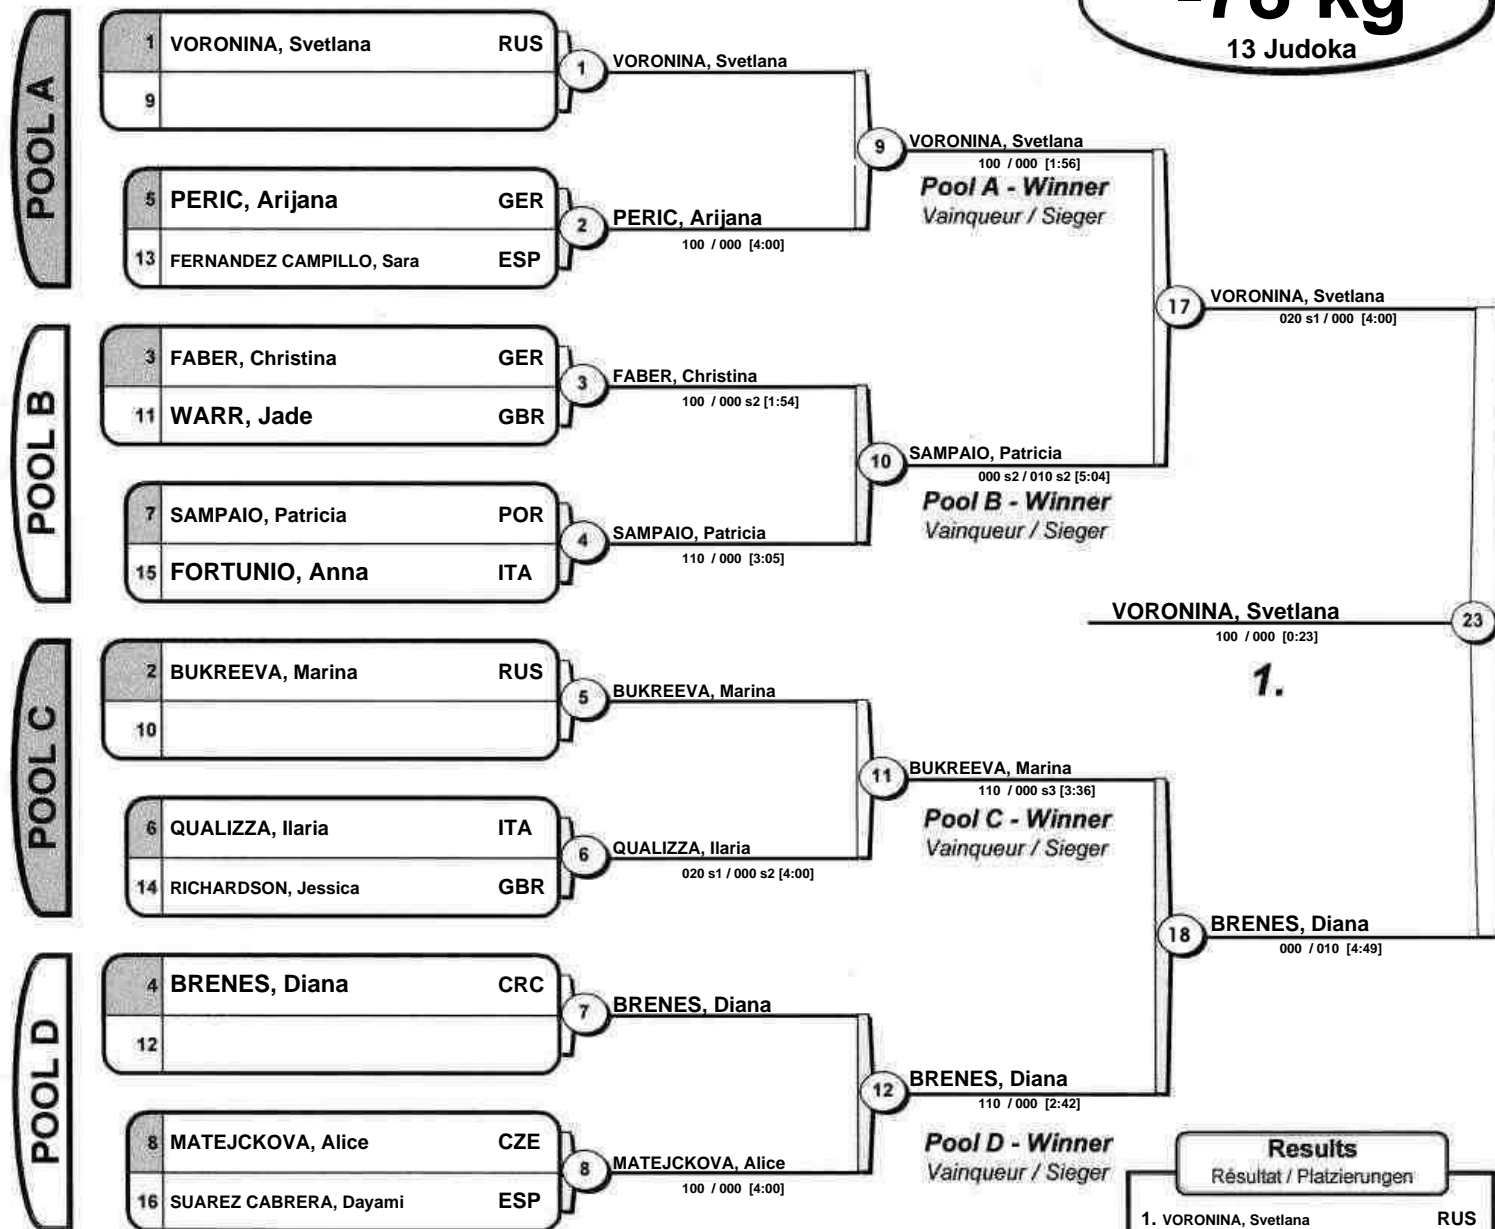 -78 kg
13 Judoka
POOL A
1 VORONINA, Svetlana RUS
9
1 VORONINA, Svetlana
5 PERIC, Arijana GER
13 FERNANDEZ CAMPILLO, Sara ESP
2 PERIC, Arijana
100 / 000 [4:00]
9 VORONINA, Svetlana
100 / 000 [1:56]
Pool A - Winner
Vainqueur / Sieger
POOL B
3 FABER, Christina GER
11 WARR, Jade GBR
3 FABER, Christina
100 / 000 s2 [1:54]
7 SAMPAIO, Patricia POR
15 FORTUNIO, Anna ITA
4 SAMPAIO, Patricia
110 / 000 [3:05]
10 SAMPAIO, Patricia
000 s2 / 010 s2 [5:04]
Pool B - Winner
Vainqueur / Sieger
17 VORONINA, Svetlana
020 s1 / 000 [4:00]
VORONINA, Svetlana 23
100 / 000 [0:23]
1.
POOL C
2 BUKREEVA, Marina RUS
10
5 BUKREEVA, Marina
6 QUALIZZA, Ilaria ITA
14 RICHARDSON, Jessica GBR
6 QUALIZZA, Ilaria
020 s1 / 000 s2 [4:00]
11 BUKREEVA, Marina
110 / 000 s3 [3:36]
Pool C - Winner
Vainqueur / Sieger
POOL D
4 BRENES, Diana CRC
12
7 BRENES, Diana
8 MATEJCKOVA, Alice CZE
16 SUAREZ CABRERA, Dayami ESP
8 MATEJCKOVA, Alice
100 / 000 [4:00]
12 BRENES, Diana
110 / 000 [2:42]
Pool D - Winner
Vainqueur / Sieger
18 BRENES, Diana
000 / 010 [4:49]
Results
Résultat / Platzierungen
1. VORONINA, Svetlana RUS